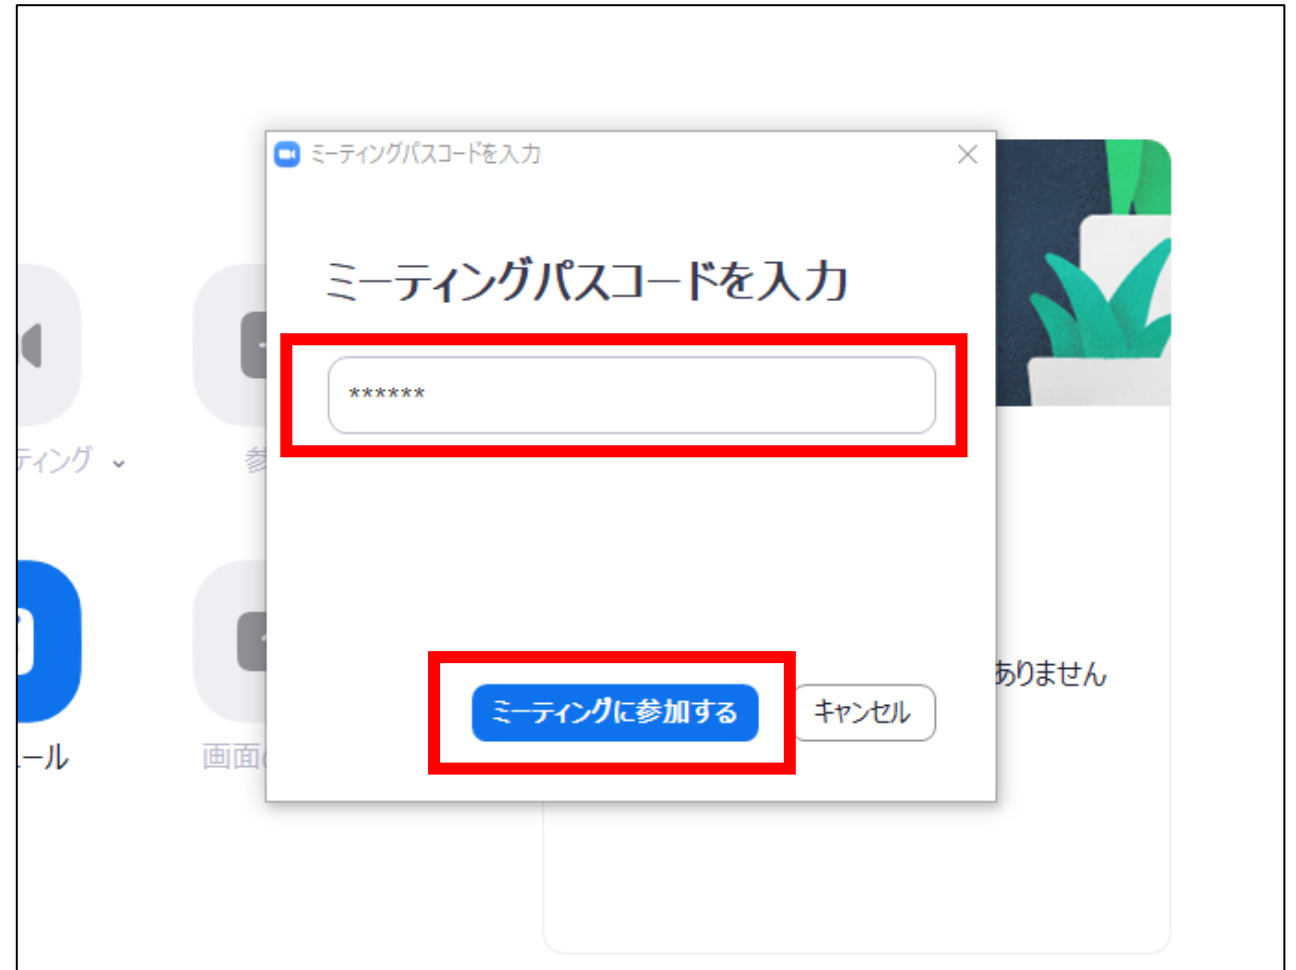 ミーティングパスコードを入力
ミーティングパスコードを入力
******
ティング
参
ありません
ミーティングに参加する
キャンセル
ール
画面